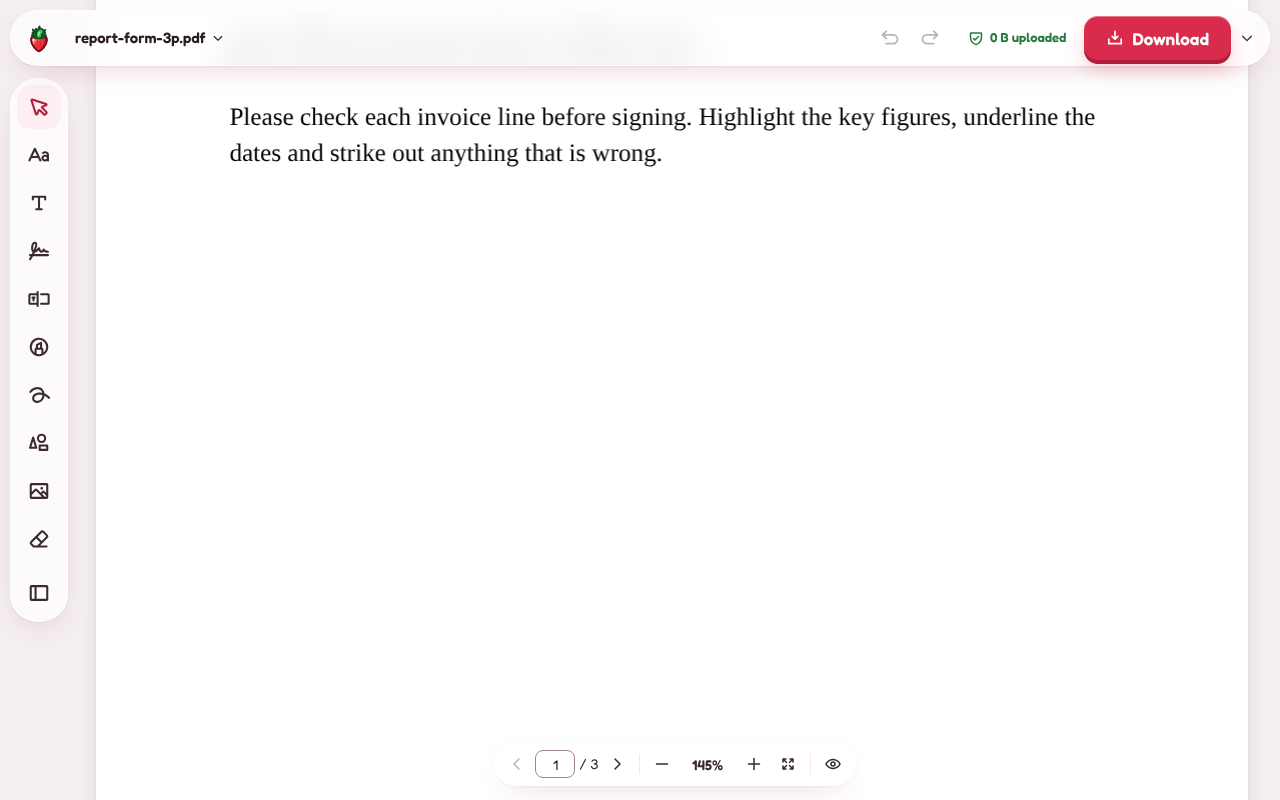 report-form-3p.pdf
0 B uploaded
Download
Please check each invoice line before signing. Highlight the key figures, underline the
dates and strike out anything that is wrong.
Aa
T
1 / 3
145%